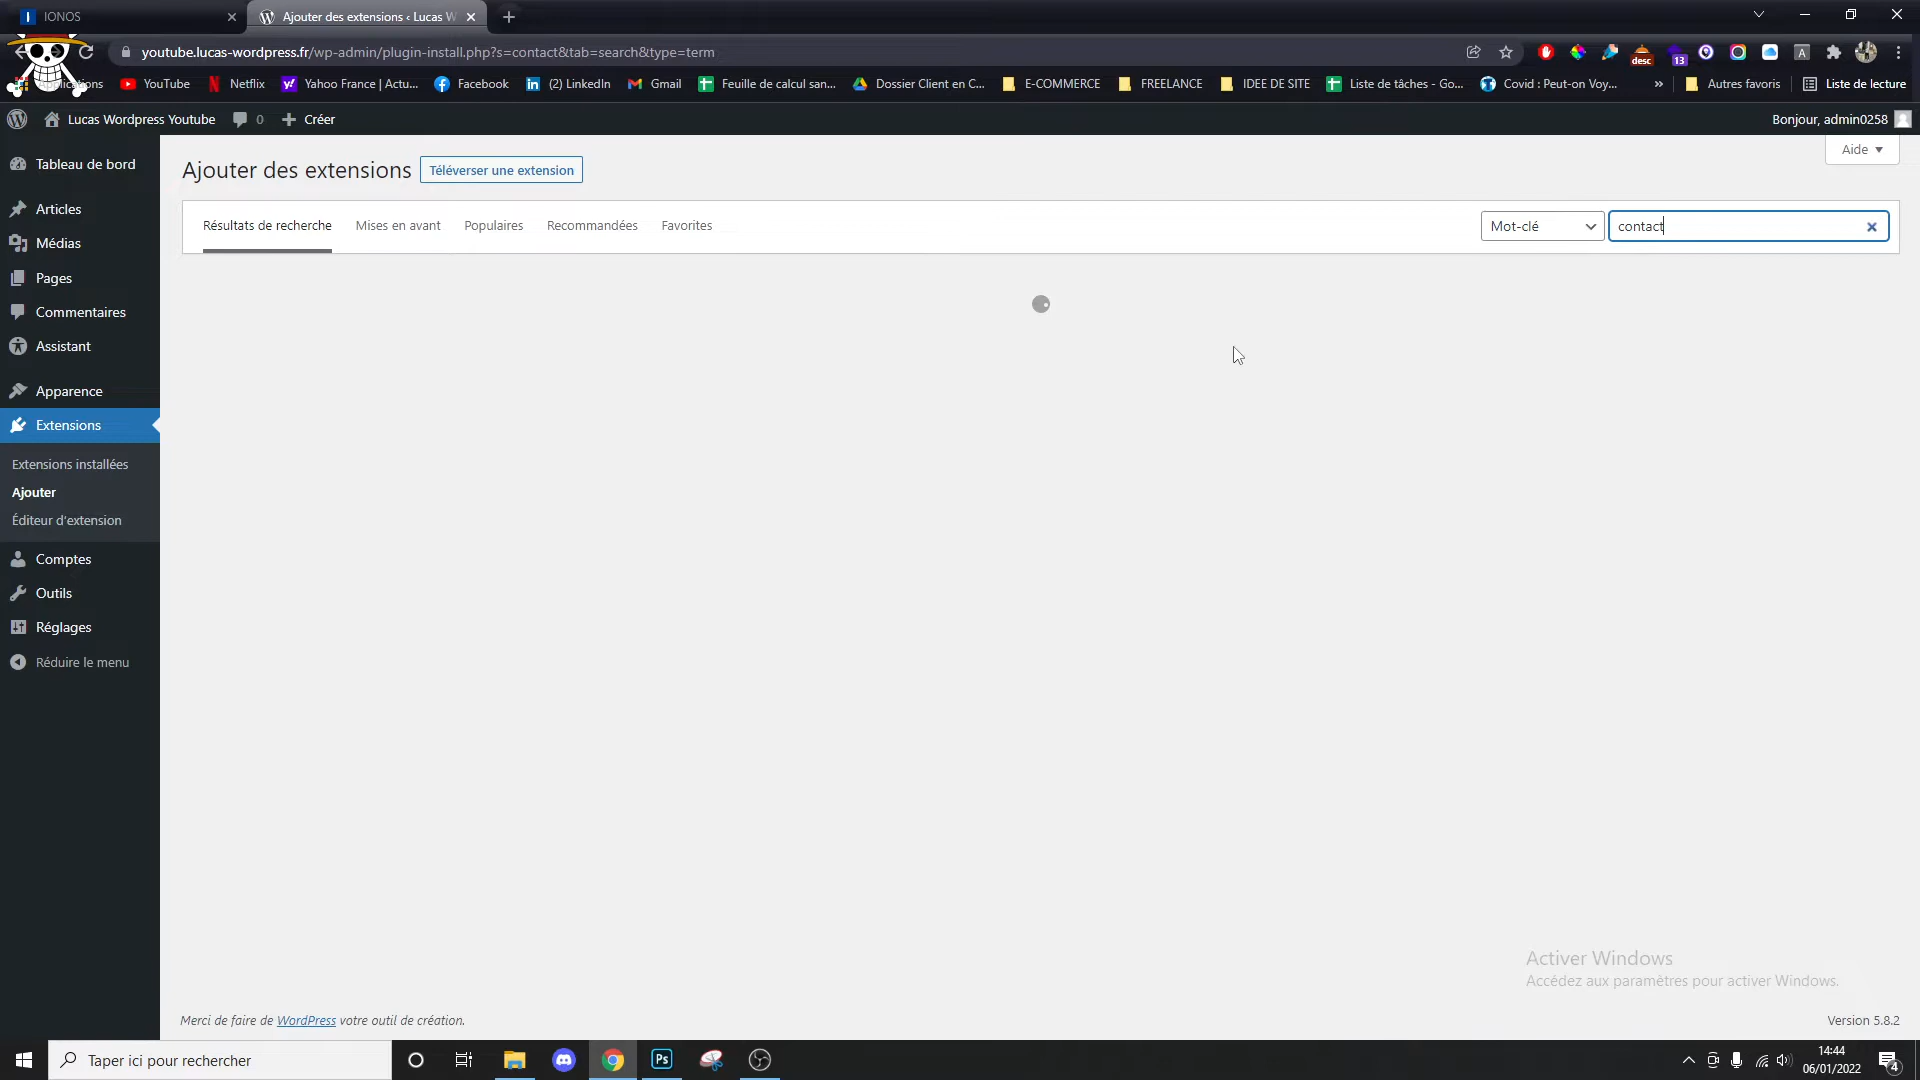 IONOS
Ajouter des extensions ‹ Lucas W
youtube.lucas-wordpress.fr/wp-admin/plugin-install.php?s=contact&tab=search&type=term
desc
13
A
YouTube
Netflix
Yahoo France | Actu...
Facebook
(2) LinkedIn
Gmail
Feuille de calcul san...
Dossier Client en C...
E-COMMERCE
FREELANCE
IDEE DE SITE
Liste de tâches - Go...
Covid : Peut-on Voy...
»
Autres favoris
Liste de lecture
Lucas Wordpress Youtube
0
Créer
Bonjour, admin0258
Aide
Tableau de bord
Articles
Médias
Pages
Commentaires
Assistant
Apparence
Extensions
Extensions installées
Ajouter
Éditeur d'extension
Comptes
Outils
Réglages
Réduire le menu
Ajouter des extensions
Téléverser une extension
Résultats de recherche
Mises en avant
Populaires
Recommandées
Favorites
Mot-clé
contact
Activer Windows
Accédez aux paramètres pour activer Windows.
Merci de faire de WordPress votre outil de création.
Version 5.8.2
Taper ici pour rechercher
Ps
14:44
06/01/2022
4